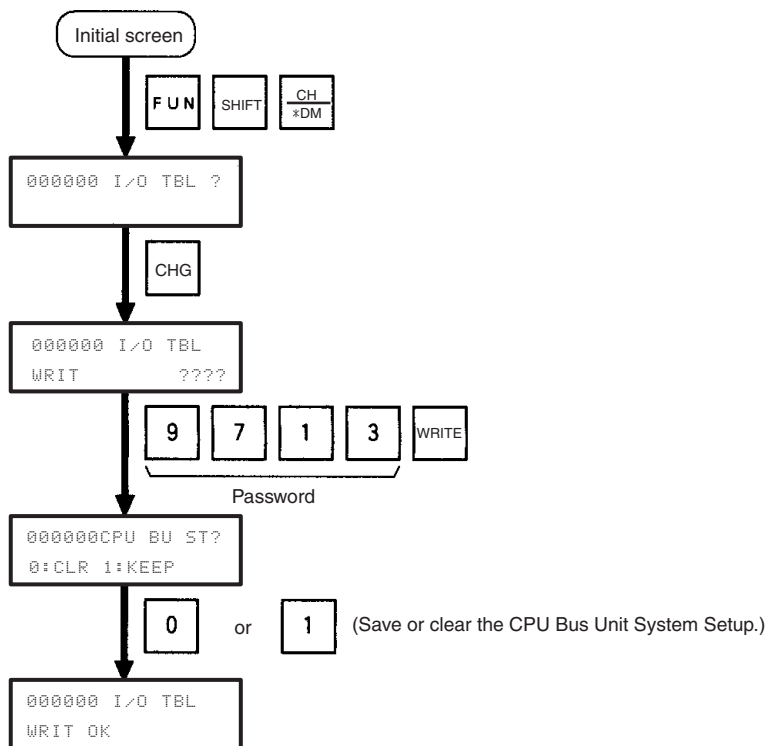 Initial screen
FUN SHIFT CH
*DM
000000 I/O TBL ?
CHG
000000 I/O TBL
WRIT ????
9 7 1 3 WRITE
Password
000000CPU BU ST?
0:CLR 1:KEEP
0 or 1 (Save or clear the CPU Bus Unit System Setup.)
000000 I/O TBL
WRIT OK